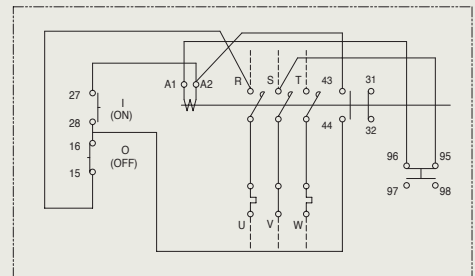 R S T 43 31
A1 A2
27
I
(ON)
28
44 32
16
O
(OFF)
15
96 95
97 98
U V W